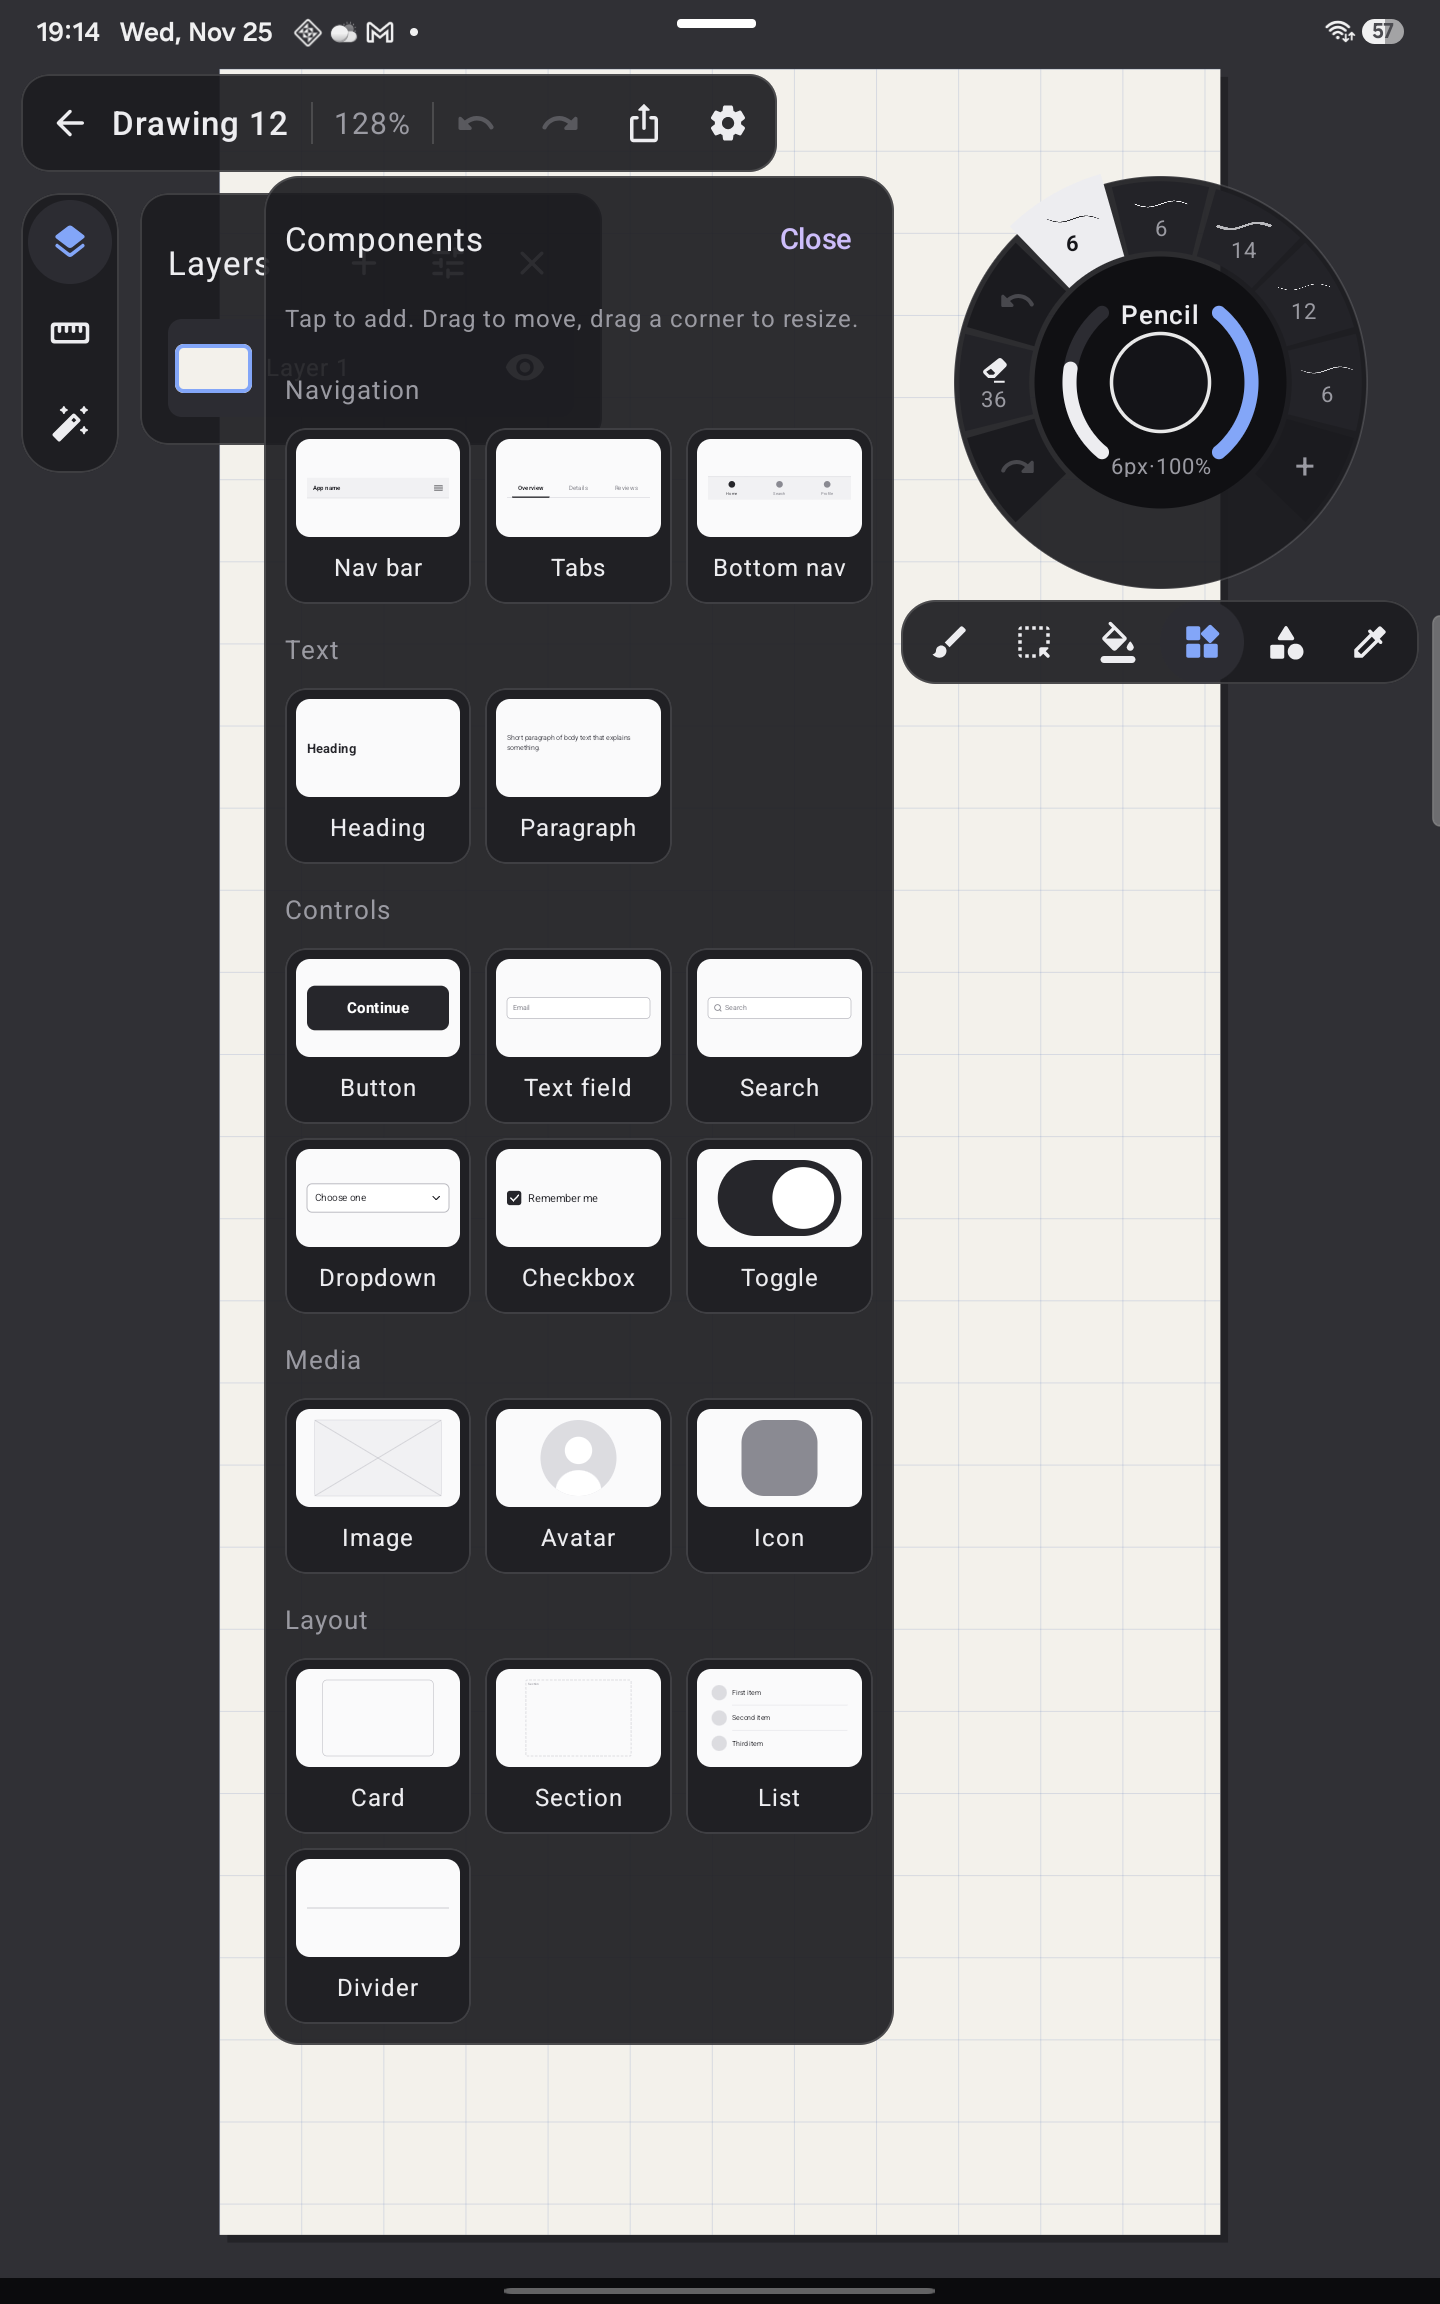 19:14 Wed, Nov 25
57
Drawing 12
128%
Layers
Layer 1
Components
Close
Tap to add. Drag to move, drag a corner to resize.
Navigation
App name
Overview Details Reviews
Home Search Profile
Nav bar
Tabs
Bottom nav
Text
Heading
Short paragraph of body text that explains
something.
Heading
Paragraph
Controls
Continue
Email
Search
Button
Text field
Search
Choose one
Remember me
Dropdown
Checkbox
Toggle
Media
Image
Avatar
Icon
Layout
First item
Second item
Third item
Card
Section
List
Divider
6
6
14
12
6
36
Pencil
6px·100%